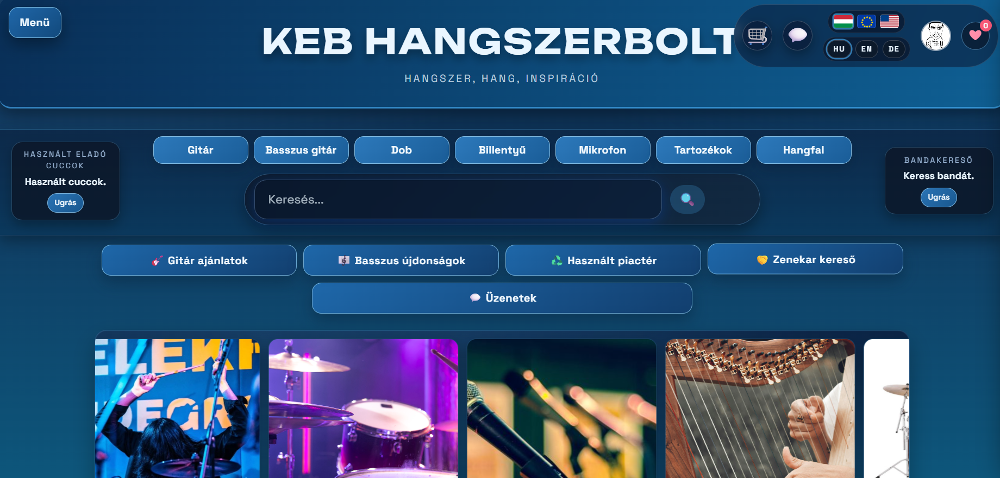 Menü
KEB HANGSZERBOLT
HANGSZER, HANG, INSPIRÁCIÓ
HU EN DE
0
HASZNÁLT ELADÓ
CUCCOK
Használt cuccok.
Ugrás
Gitár
Basszus gitár
Dob
Billentyű
Mikrofon
Tartozékok
Hangfal
Keresés...
BANDAKERESŐ
Keress bandát.
Ugrás
Gitár ajánlatok
Basszus újdonságok
Használt piactér
Zenekar kereső
Üzenetek